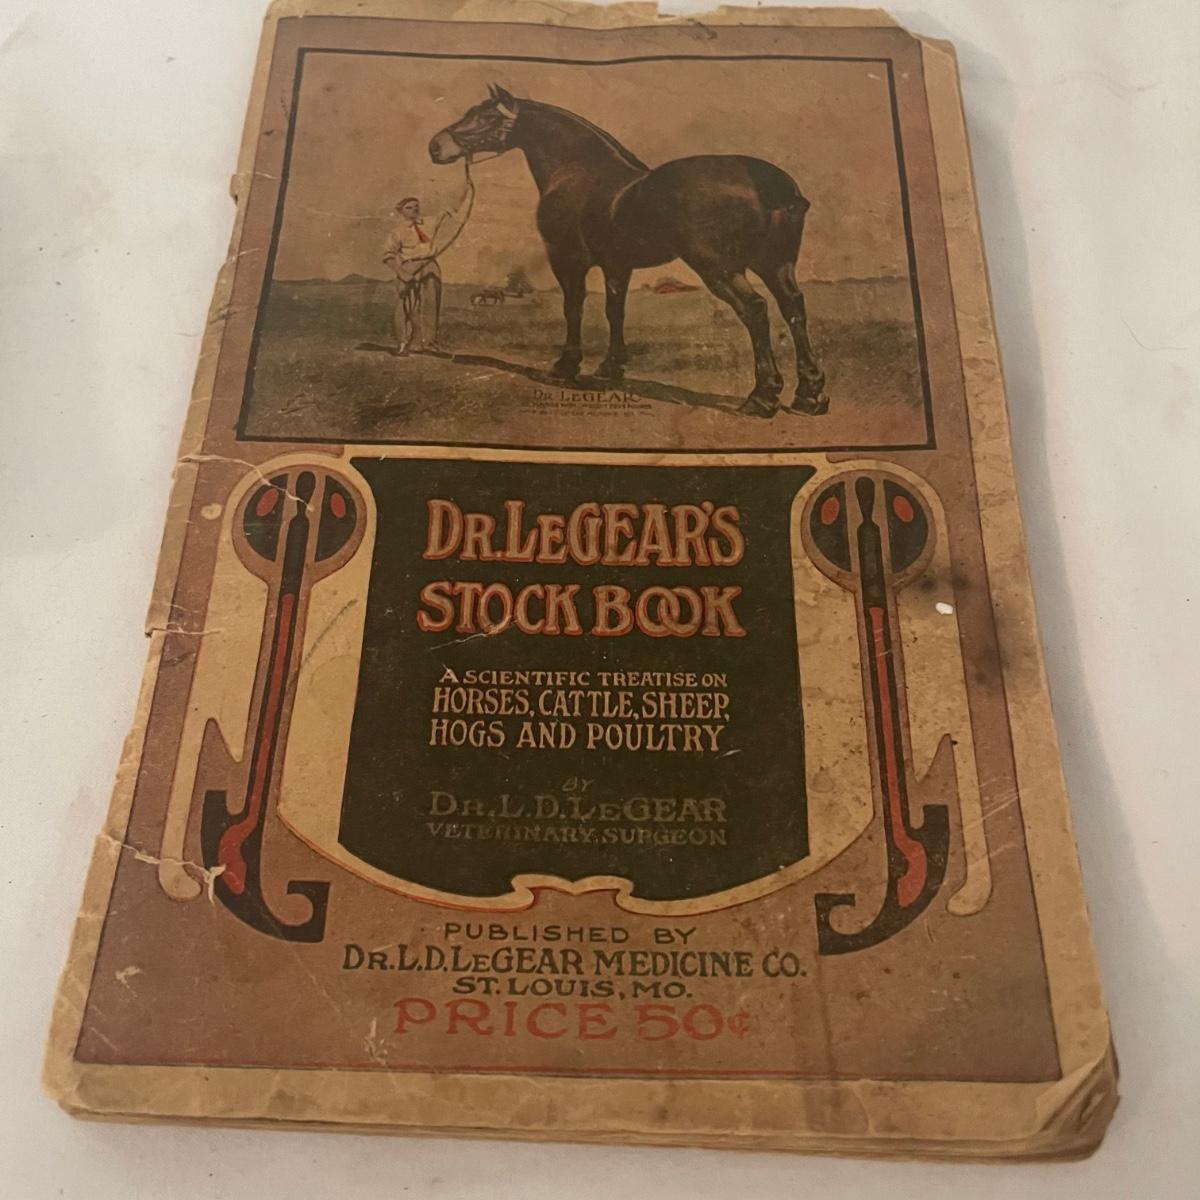 Dr. LeGEAR
DR. LEGEAR'S
STOCK BOOK
A SCIENTIFIC TREATISE ON
HORSES, CATTLE, SHEEP,
HOGS AND POULTRY
BY
DR. L. D. LEGEAR
VETERINARY SURGEON
PUBLISHED BY
DR. L. D. LEGEAR MEDICINE CO.
ST. LOUIS, MO.
PRICE 50¢